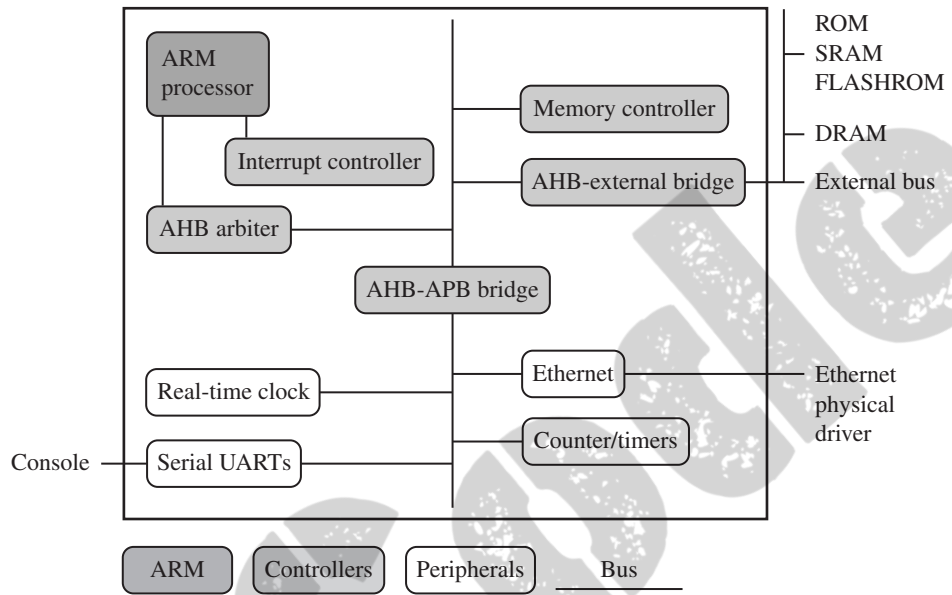 ARM
processor
Interrupt controller
AHB arbiter
Memory controller
AHB-external bridge
AHB-APB bridge
ROM
SRAM
FLASHROM
DRAM
External bus
Real-time clock
Serial UARTs
Console
Ethernet
Counter/timers
Ethernet
physical
driver
ARM
Controllers
Peripherals
Bus